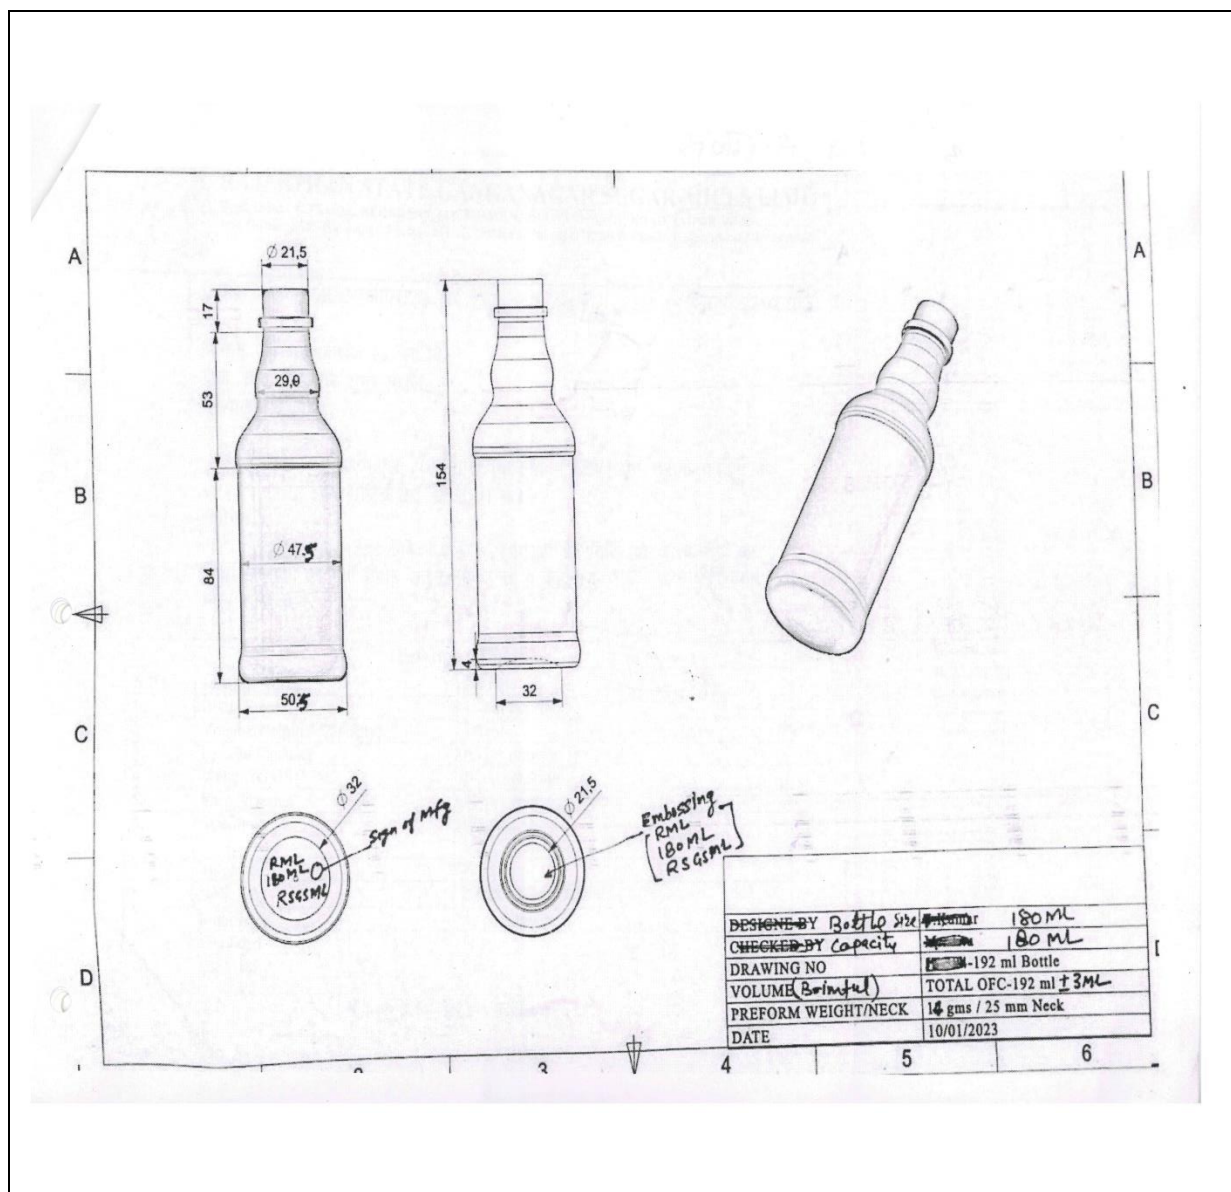 A
A
Ø 21,5
17
29,0
53
154
B
B
Ø 47.5
84
4
32
50.5
C
C
Ø 32
Sign of Mfg
RML
180ML
RSGSML
Ø 21,5
Embossing
RML
180ML
RSGSML
D
DESIGNE BY Bottle Size 180 ML
CHECKED BY Capacity 180 ML
DRAWING NO -192 ml Bottle
VOLUME (Brimful) TOTAL OFC-192 ml ± 3ML
PREFORM WEIGHT/NECK gms / 25 mm Neck
DATE 10/01/2023
3
4
5
6